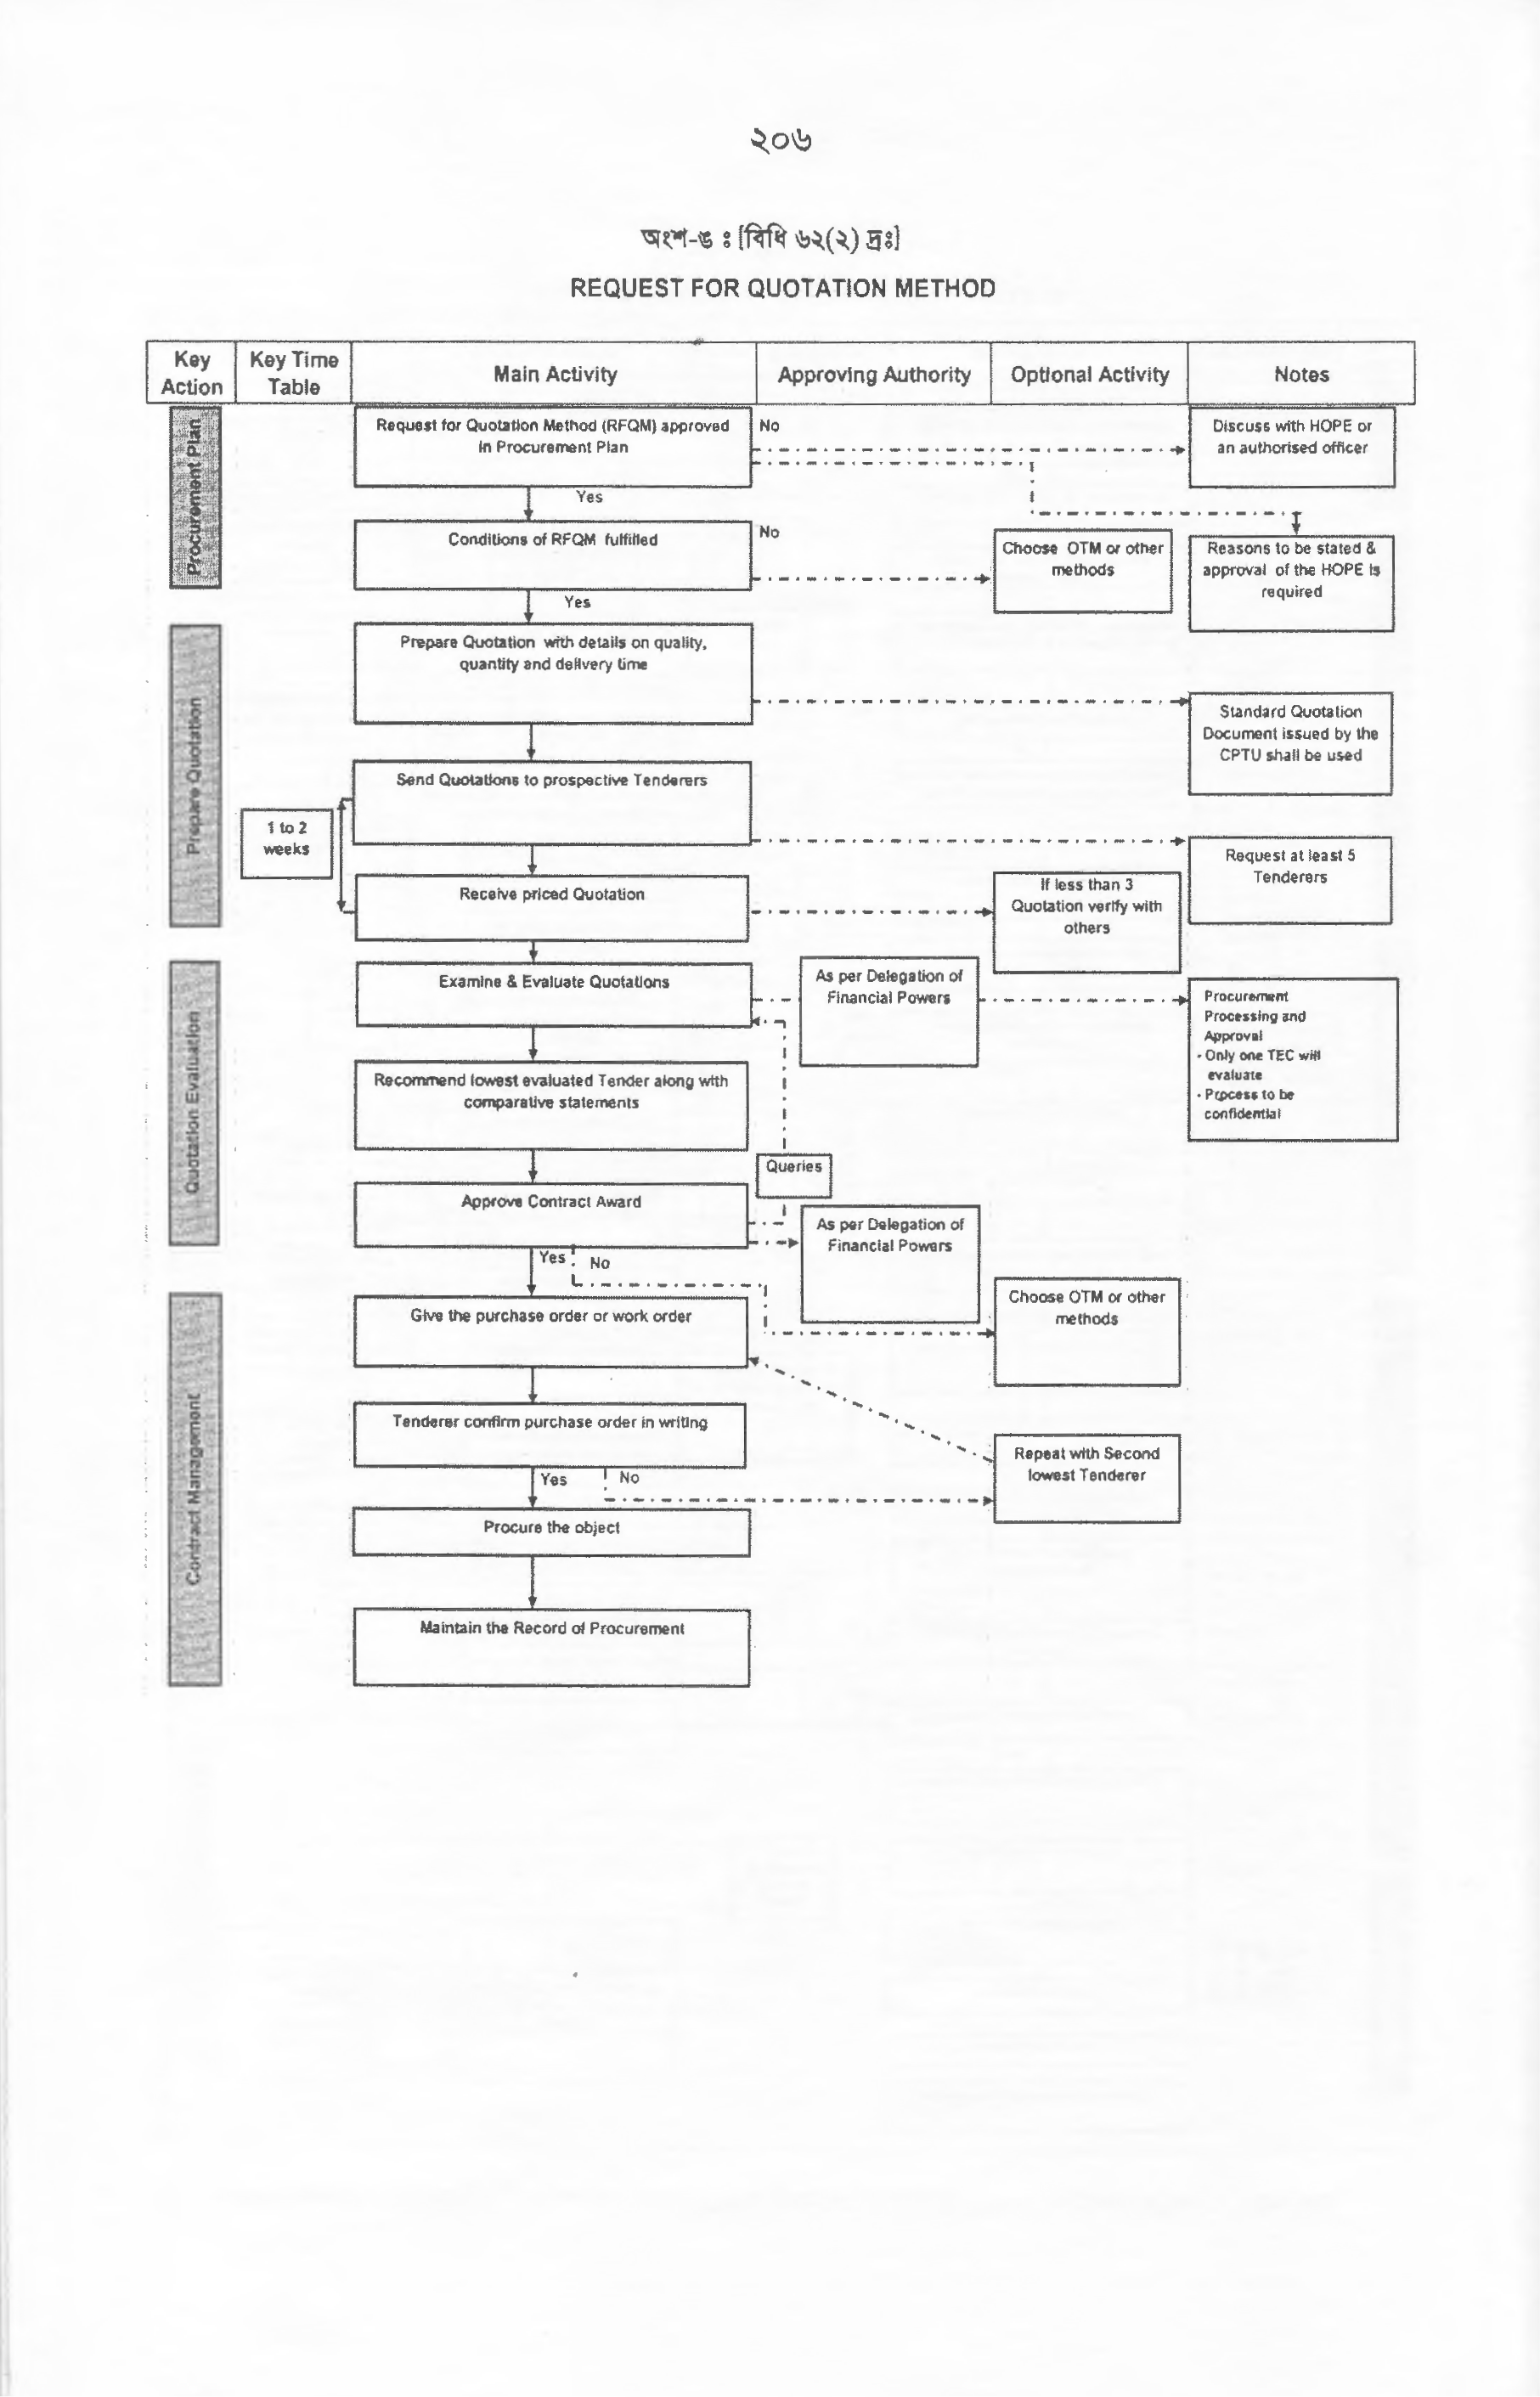 ২০৬
অংশ-ঙ ঃ [বিধি ৬২(২) দ্রঃ]
REQUEST FOR QUOTATION METHOD
Key Action
Key Time Table
Main Activity
Approving Authority
Optional Activity
Notes
Procurement Plan
Request for Quotation Method (RFQM) approved
in Procurement Plan
No
Discuss with HOPE or
an authorised officer
Yes
Conditions of RFQM fulfilled
No
Choose OTM or other
methods
Reasons to be stated &
approval of the HOPE is
required
Yes
Prepare Quotation
Prepare Quotation with details on quality,
quantity and delivery time
Standard Quotation
Document issued by the
CPTU shall be used
Send Quotations to prospective Tenderers
1 to 2
weeks
Request at least 5
Tenderers
Receive priced Quotation
If less than 3
Quotation verify with
others
Quotation Evaluation
Examine & Evaluate Quotations
As per Delegation of
Financial Powers
Procurement
Processing and
Approval
- Only one TEC will
evaluate
- Process to be
confidential
Recommend lowest evaluated Tender along with
comparative statements
Queries
Approve Contract Award
As per Delegation of
Financial Powers
Yes
No
Contract Management
Give the purchase order or work order
Choose OTM or other
methods
Tenderer confirm purchase order in writing
Repeat with Second
lowest Tenderer
Yes
No
Procure the object
Maintain the Record of Procurement